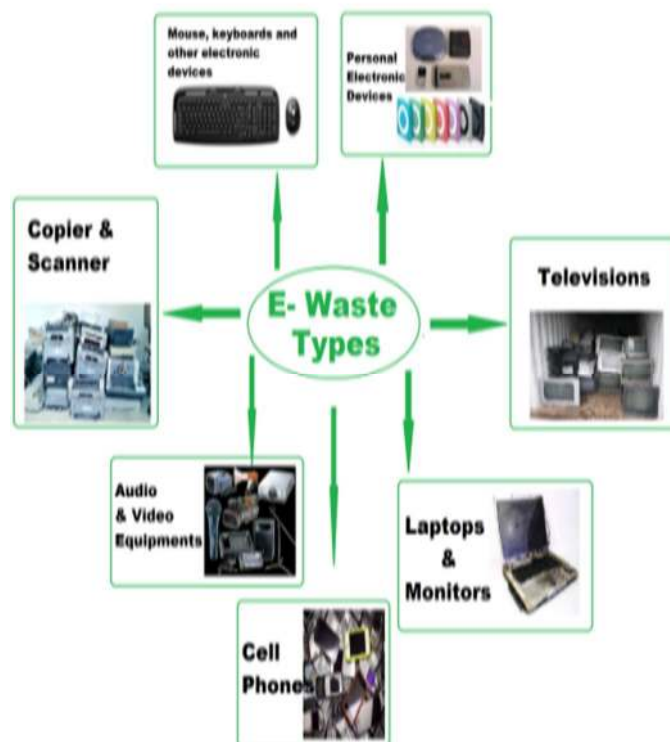 Mouse, keyboards and
other electronic
devices
Personal
Electronic
Devices
Copier &
Scanner
E- Waste
Types
Televisions
Audio
& Video
Equipments
Laptops
&
Monitors
Cell
Phones